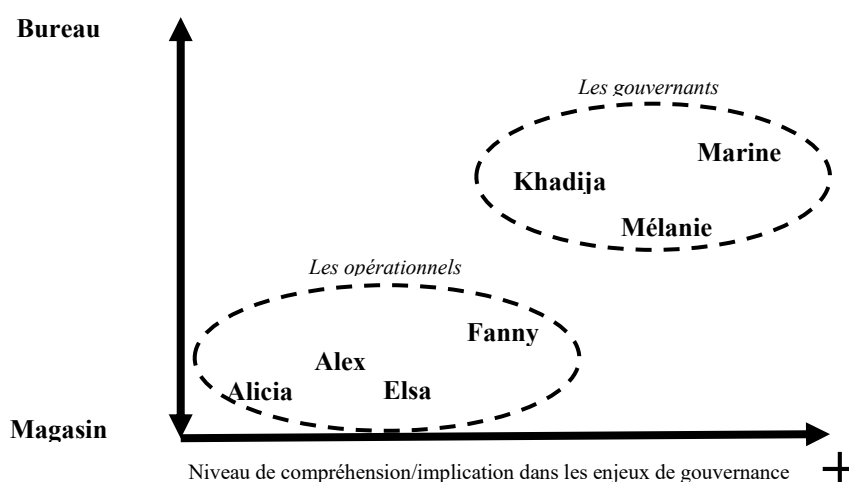 Bureau
Les gouvernants
Marine
Khadija
Mélanie
Les opérationnels
Fanny
Alex
Alicia
Elsa
Magasin
Niveau de compréhension/implication dans les enjeux de gouvernance +